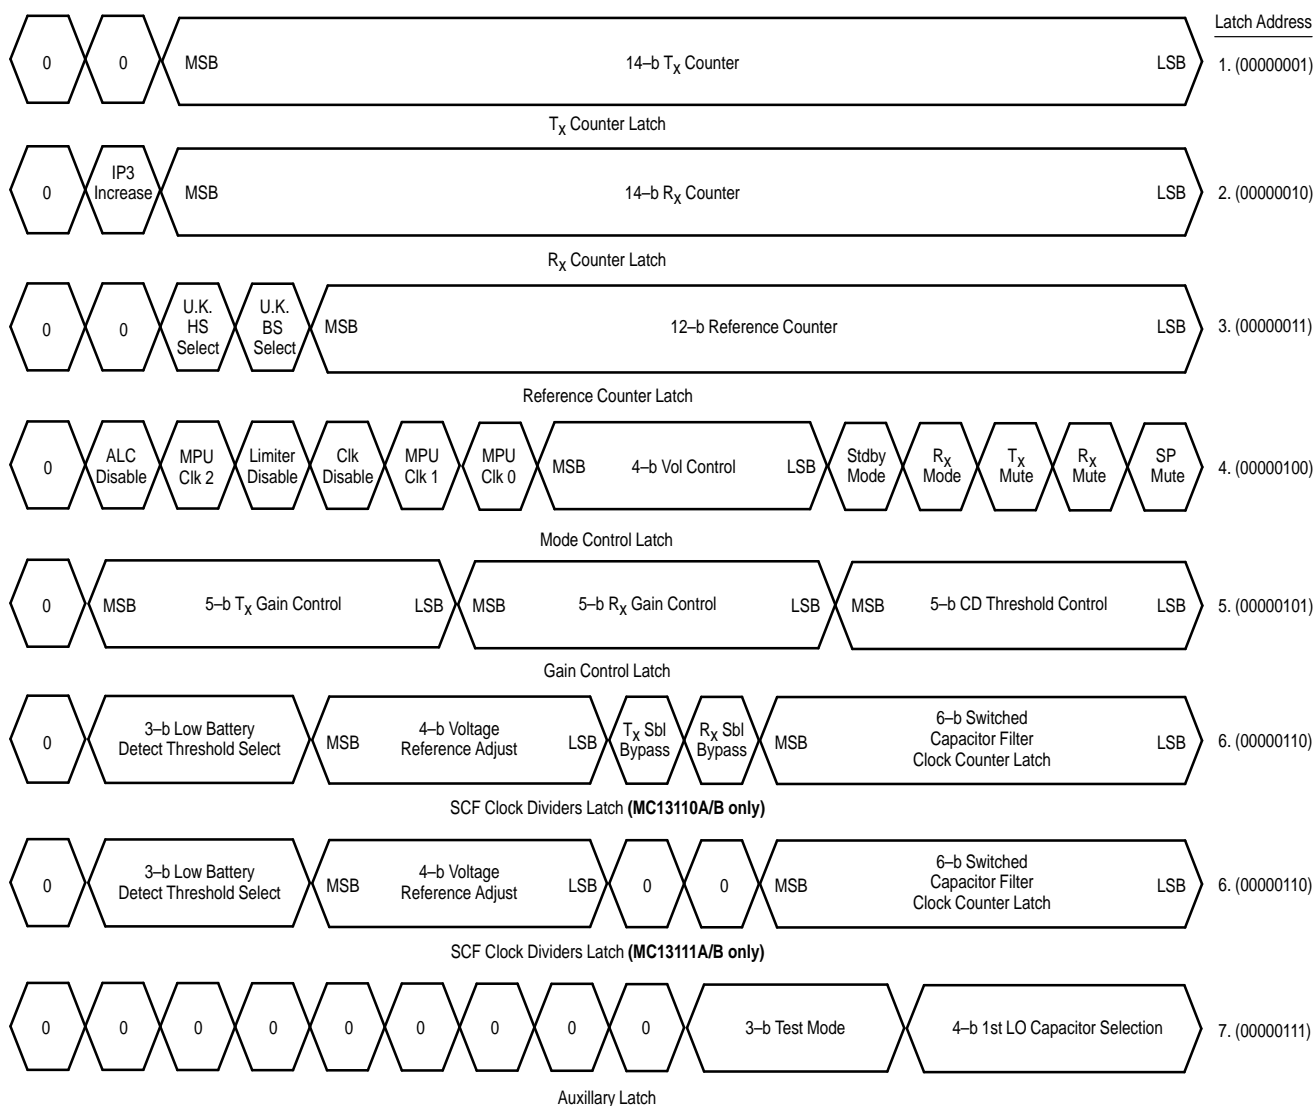 Latch Address
0 0 MSB 14–b TX Counter LSB 1. (00000001)
TX Counter Latch
0 IP3 Increase MSB 14–b RX Counter LSB 2. (00000010)
RX Counter Latch
0 0 U.K. HS Select U.K. BS Select MSB 12–b Reference Counter LSB 3. (00000011)
Reference Counter Latch
0 ALC Disable MPU Clk 2 Limiter Disable Clk Disable MPU Clk 1 MPU Clk 0 MSB 4–b Vol Control LSB Stdby Mode RX Mode TX Mute RX Mute SP Mute 4. (00000100)
Mode Control Latch
0 MSB 5–b TX Gain Control LSB MSB 5–b RX Gain Control LSB MSB 5–b CD Threshold Control LSB 5. (00000101)
Gain Control Latch
0 3–b Low Battery Detect Threshold Select MSB 4–b Voltage Reference Adjust LSB TX Sbl Bypass RX Sbl Bypass MSB 6–b Switched Capacitor Filter Clock Counter Latch LSB 6. (00000110)
SCF Clock Dividers Latch (MC13110A/B only)
0 3–b Low Battery Detect Threshold Select MSB 4–b Voltage Reference Adjust LSB 0 0 MSB 6–b Switched Capacitor Filter Clock Counter Latch LSB 6. (00000110)
SCF Clock Dividers Latch (MC13111A/B only)
0 0 0 0 0 0 0 0 0 3–b Test Mode 4–b 1st LO Capacitor Selection 7. (00000111)
Auxillary Latch